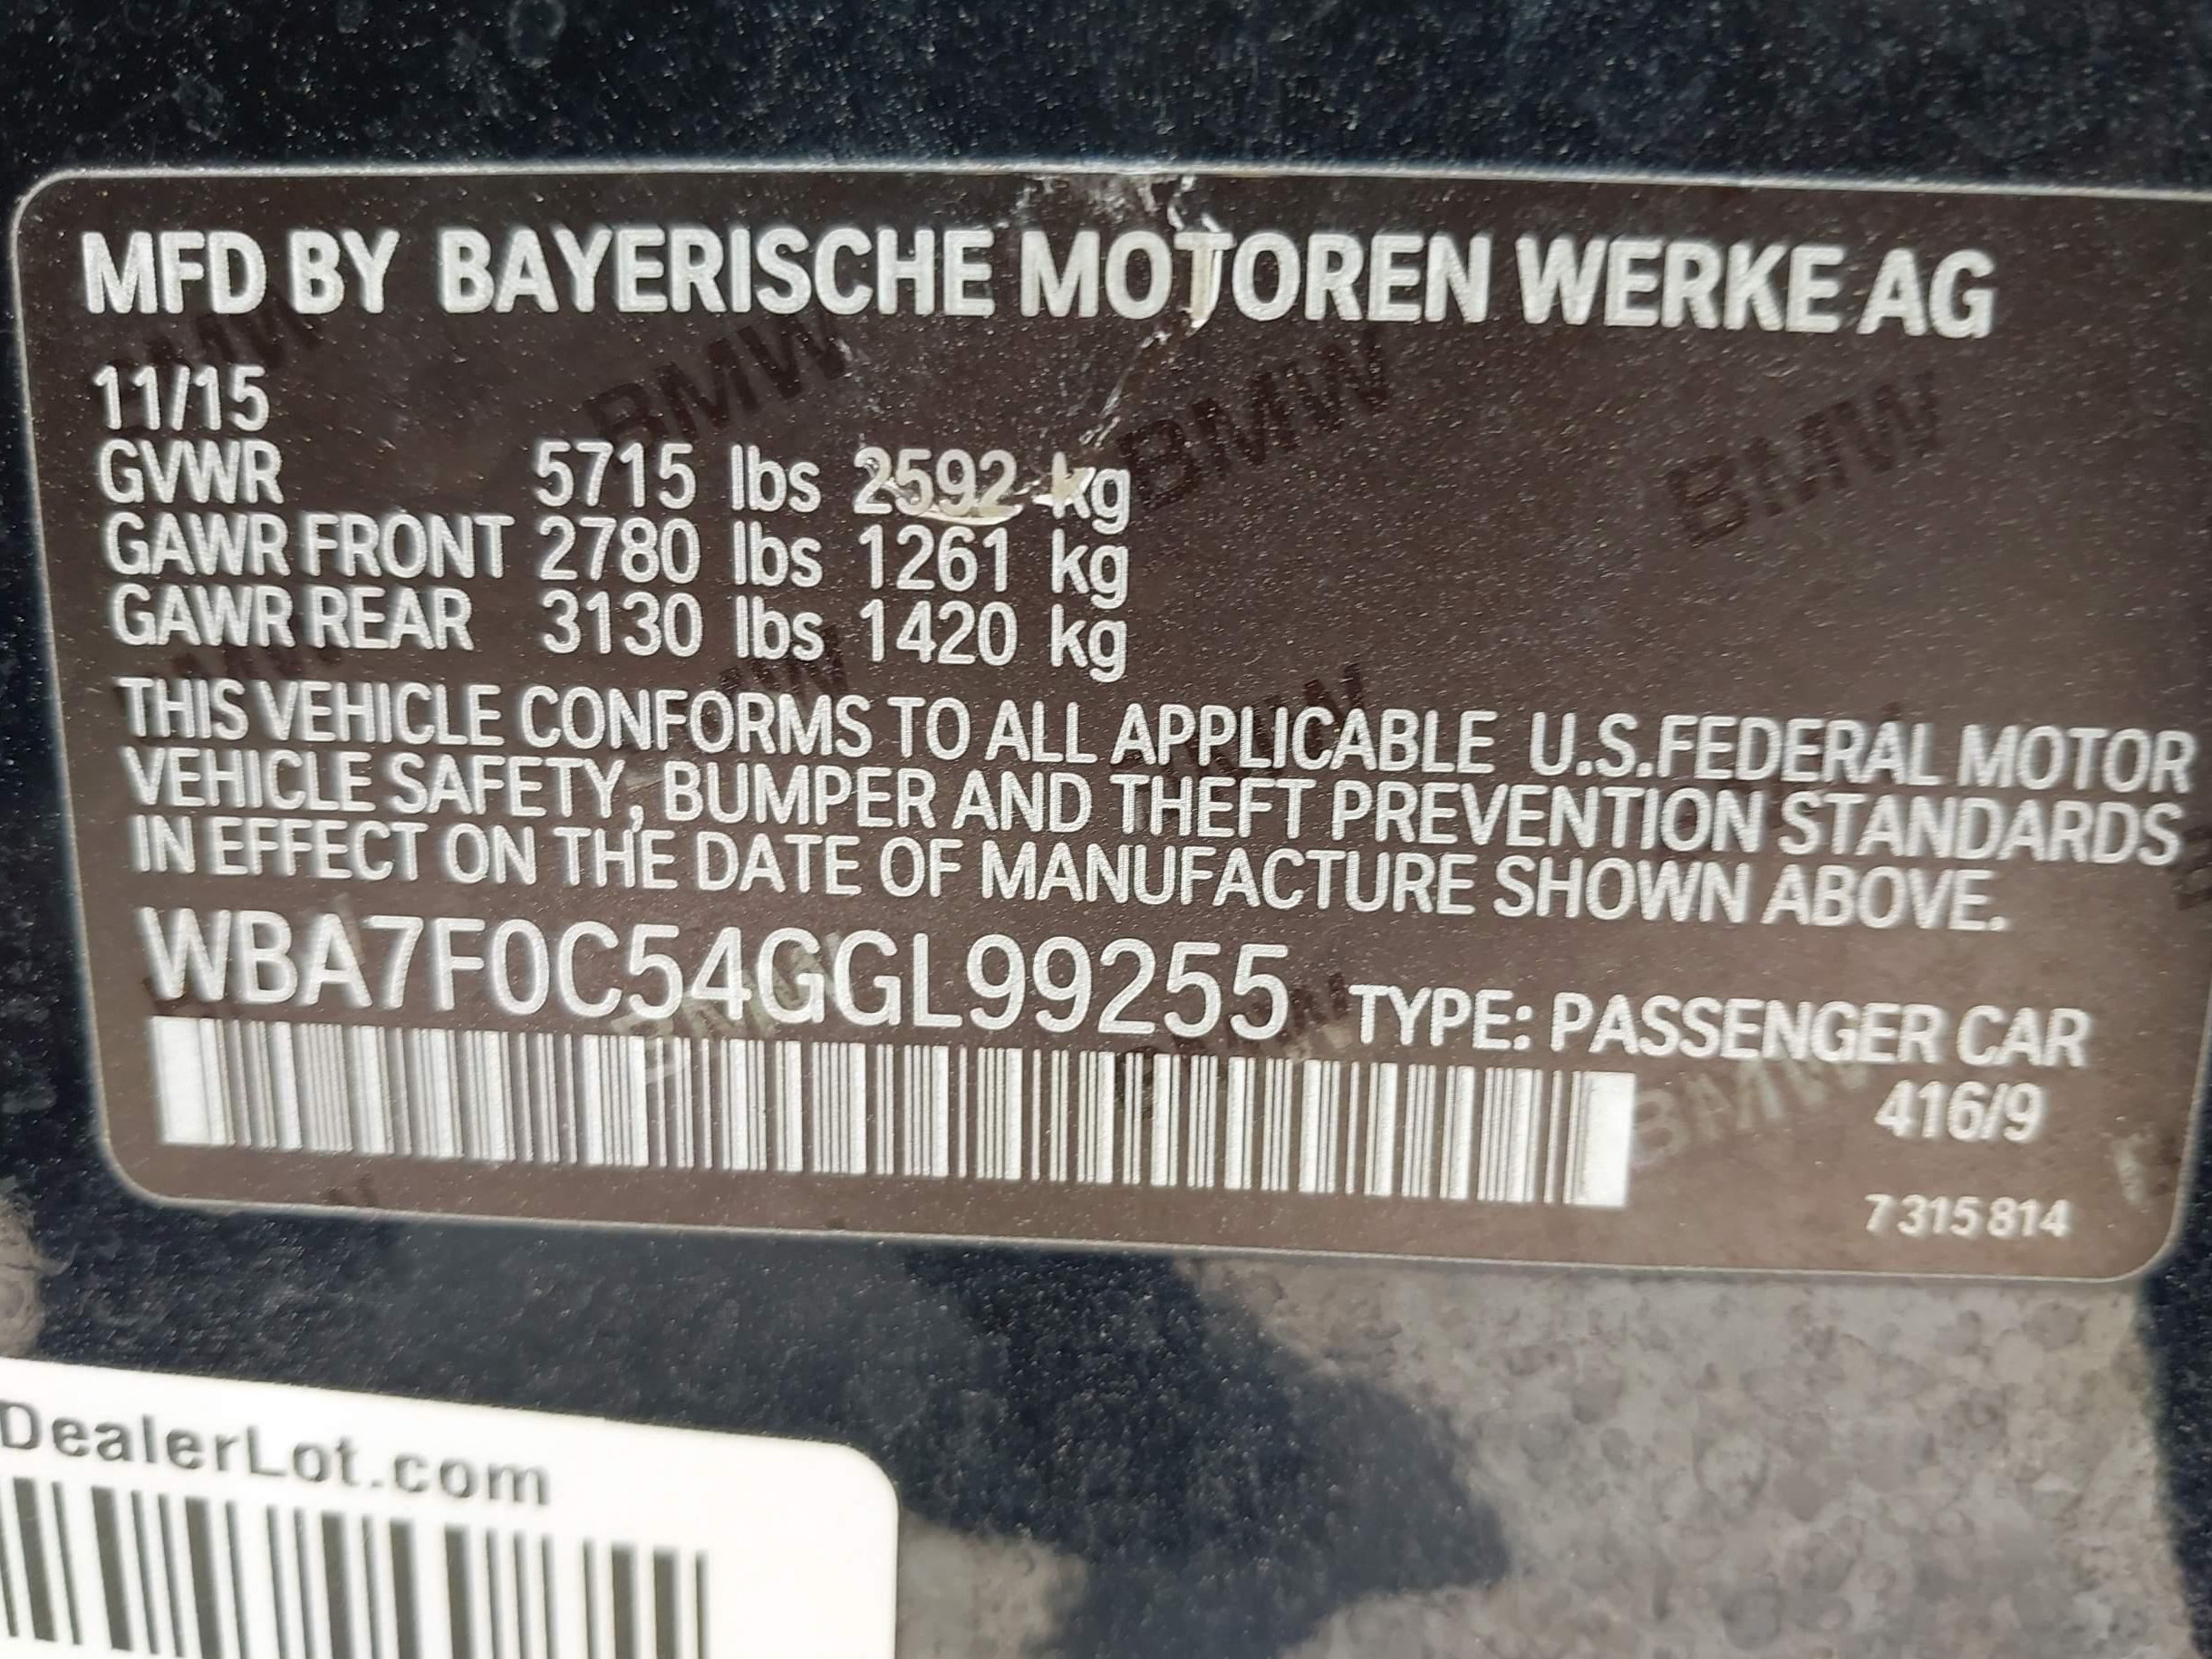 MFD BY BAYERISCHE MOTOREN WERKE AG
11/15
GVWR 5715 lbs 2592 kg
GAWR FRONT 2780 lbs 1261 kg
GAWR REAR 3130 lbs 1420 kg
THIS VEHICLE CONFORMS TO ALL APPLICABLE U.S.FEDERAL MOTOR
VEHICLE SAFETY, BUMPER AND THEFT PREVENTION STANDARDS
IN EFFECT ON THE DATE OF MANUFACTURE SHOWN ABOVE.
WBA7F0C54GGL99255 TYPE: PASSENGER CAR
416/9
7 315 814
DealerLot.com